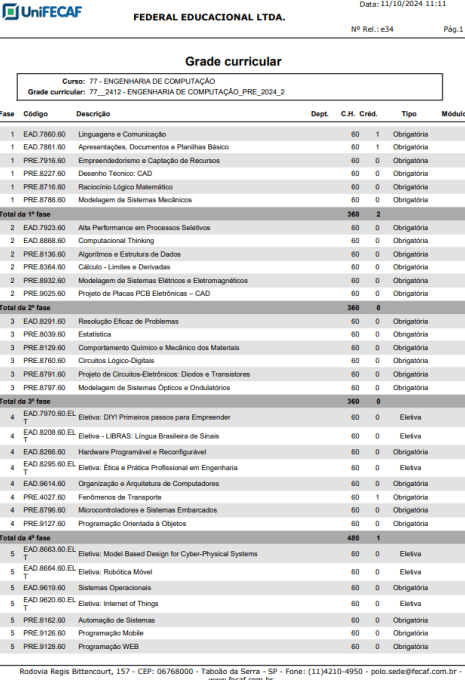 UniFECAF
FEDERAL EDUCACIONAL LTDA.
Data: 11/10/2024 11:11
Nº Rel.: e34 Pág.1
Grade curricular
Curso: 77 - ENGENHARIA DE COMPUTAÇÃO
Grade curricular: 77__2412 - ENGENHARIA DE COMPUTAÇÃO_PRE_2024_2
Fase Código Descrição Dept. C.H. Créd. Tipo Módulo
1 EAD.7860.60 Linguagens e Comunicação 60 1 Obrigatória
1 EAD.7861.60 Apresentações, Documentos e Planilhas Básico 60 1 Obrigatória
1 PRE.7916.60 Empreendedorismo e Captação de Recursos 60 0 Obrigatória
1 PRE.8227.60 Desenho Técnico: CAD 60 0 Obrigatória
1 PRE.8716.60 Raciocínio Lógico Matemático 60 0 Obrigatória
1 PRE.8788.60 Modelagem de Sistemas Mecânicos 60 0 Obrigatória
Total da 1ª fase 360 2
2 EAD.7923.60 Alta Performance em Processos Seletivos 60 0 Obrigatória
2 EAD.8868.60 Computacional Thinking 60 0 Obrigatória
2 PRE.8136.60 Algoritmos e Estrutura de Dados 60 0 Obrigatória
2 PRE.8364.60 Cálculo - Limites e Derivadas 60 0 Obrigatória
2 PRE.8932.60 Modelagem de Sistemas Elétricos e Eletromagnéticos 60 0 Obrigatória
2 PRE.9025.60 Projeto de Placas PCB Eletrônicas – CAD 60 0 Obrigatória
Total da 2ª fase 360 0
3 EAD.8291.60 Resolução Eficaz de Problemas 60 0 Obrigatória
3 PRE.8039.60 Estatística 60 0 Obrigatória
3 PRE.8129.60 Comportamento Químico e Mecânico dos Materiais 60 0 Obrigatória
3 PRE.8760.60 Circuitos Lógico-Digitais 60 0 Obrigatória
3 PRE.8791.60 Projeto de Circuitos-Eletrônicos: Diodos e Transistores 60 0 Obrigatória
3 PRE.8797.60 Modelagem de Sistemas Ópticos e Ondulatórios 60 0 Obrigatória
Total da 3ª fase 360 0
4 EAD.7970.60.ELT Eletiva: DIY! Primeiros passos para Empreender 60 0 Eletiva
4 EAD.8208.60.ELT Eletiva - LIBRAS: Língua Brasileira de Sinais 60 0 Eletiva
4 EAD.8266.60 Hardware Programável e Reconfigurável 60 0 Obrigatória
4 EAD.8295.60.ELT Eletiva: Ética e Prática Profissional em Engenharia 60 0 Eletiva
4 EAD.9614.60 Organização e Arquitetura de Computadores 60 0 Obrigatória
4 PRE.4027.60 Fenômenos de Transporte 60 1 Obrigatória
4 PRE.8796.60 Microcontroladores e Sistemas Embarcados 60 0 Obrigatória
4 PRE.9127.60 Programação Orientada à Objetos 60 0 Obrigatória
Total da 4ª fase 480 1
5 EAD.8663.60.ELT Eletiva: Model Based Design for Cyber-Physical Systems 60 0 Eletiva
5 EAD.8664.60.ELT Eletiva: Robótica Móvel 60 0 Eletiva
5 EAD.9619.60 Sistemas Operacionais 60 0 Obrigatória
5 EAD.9620.60.ELT Eletiva: Internet of Things 60 0 Eletiva
5 PRE.8162.60 Automação de Sistemas 60 0 Obrigatória
5 PRE.9126.60 Programação Mobile 60 0 Obrigatória
5 PRE.9128.60 Programação WEB 60 0 Obrigatória
Rodovia Regis Bittencourt, 157 - CEP: 06768000 - Taboão da Serra - SP - Fone: (11)4210-4950 - polo.sede@fecaf.com.br -
www.fecaf.com.br